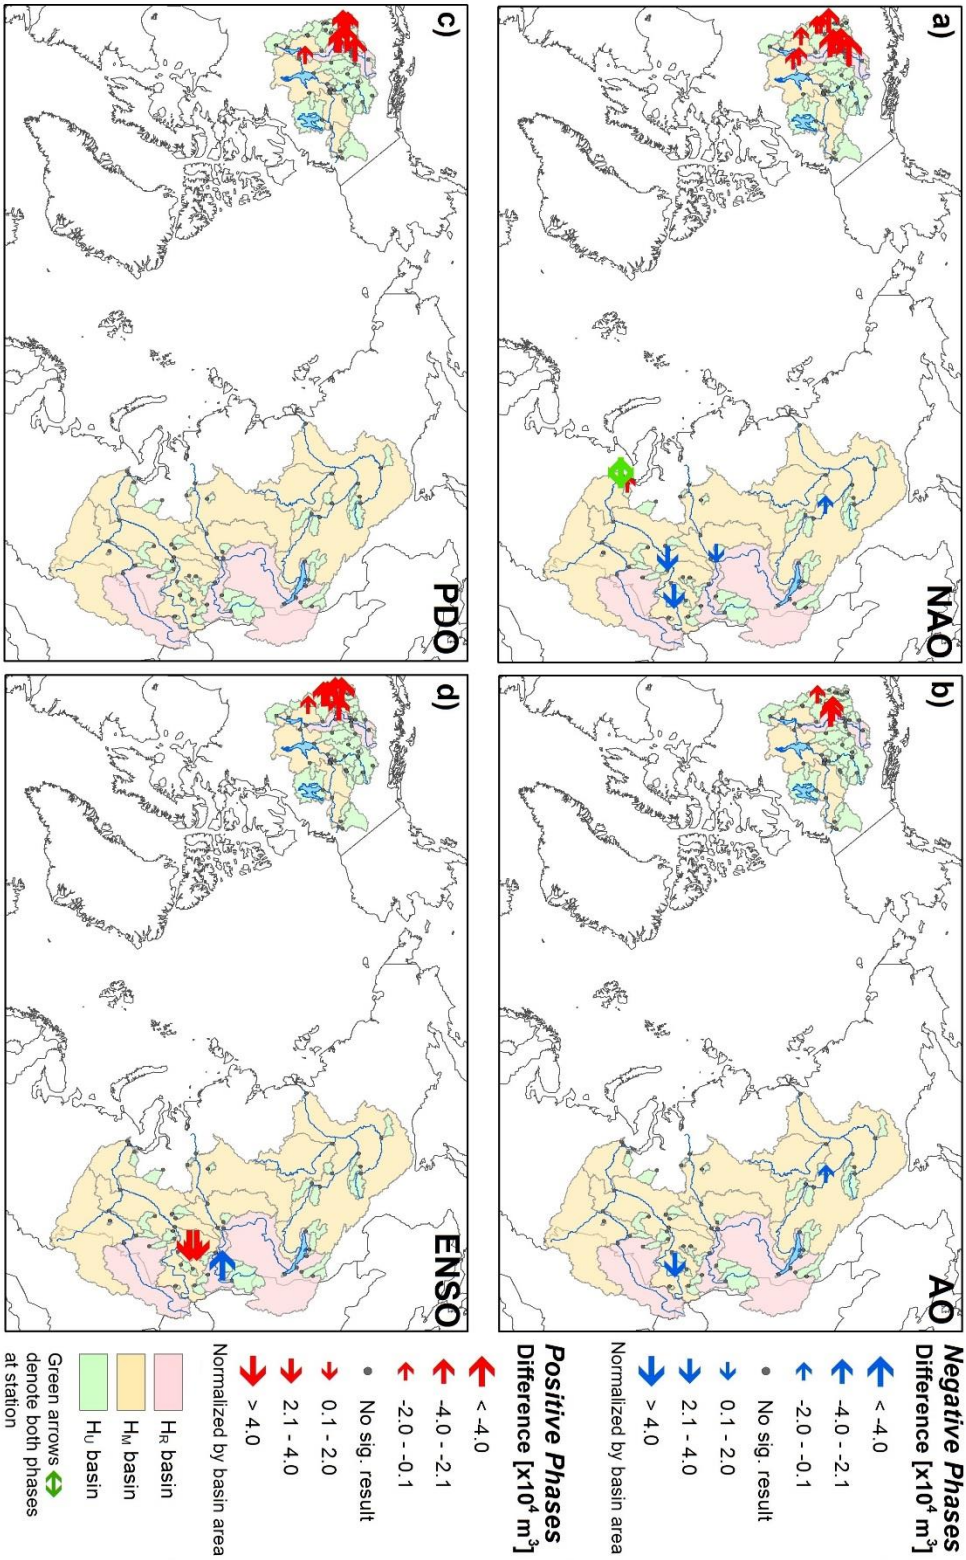 a)
NAO
b)
AO
c)
PDO
d)
ENSO
Negative Phases
Difference [x10⁴ m³]
< -4.0
-4.0 - -2.1
-2.0 - -0.1
No sig. result
0.1 - 2.0
2.1 - 4.0
> 4.0
Normalized by basin area
Positive Phases
Difference [x10⁴ m³]
< -4.0
-4.0 - -2.1
-2.0 - -0.1
No sig. result
0.1 - 2.0
2.1 - 4.0
> 4.0
Normalized by basin area
H_R basin
H_M basin
H_U basin
Green arrows
denote both phases
at station